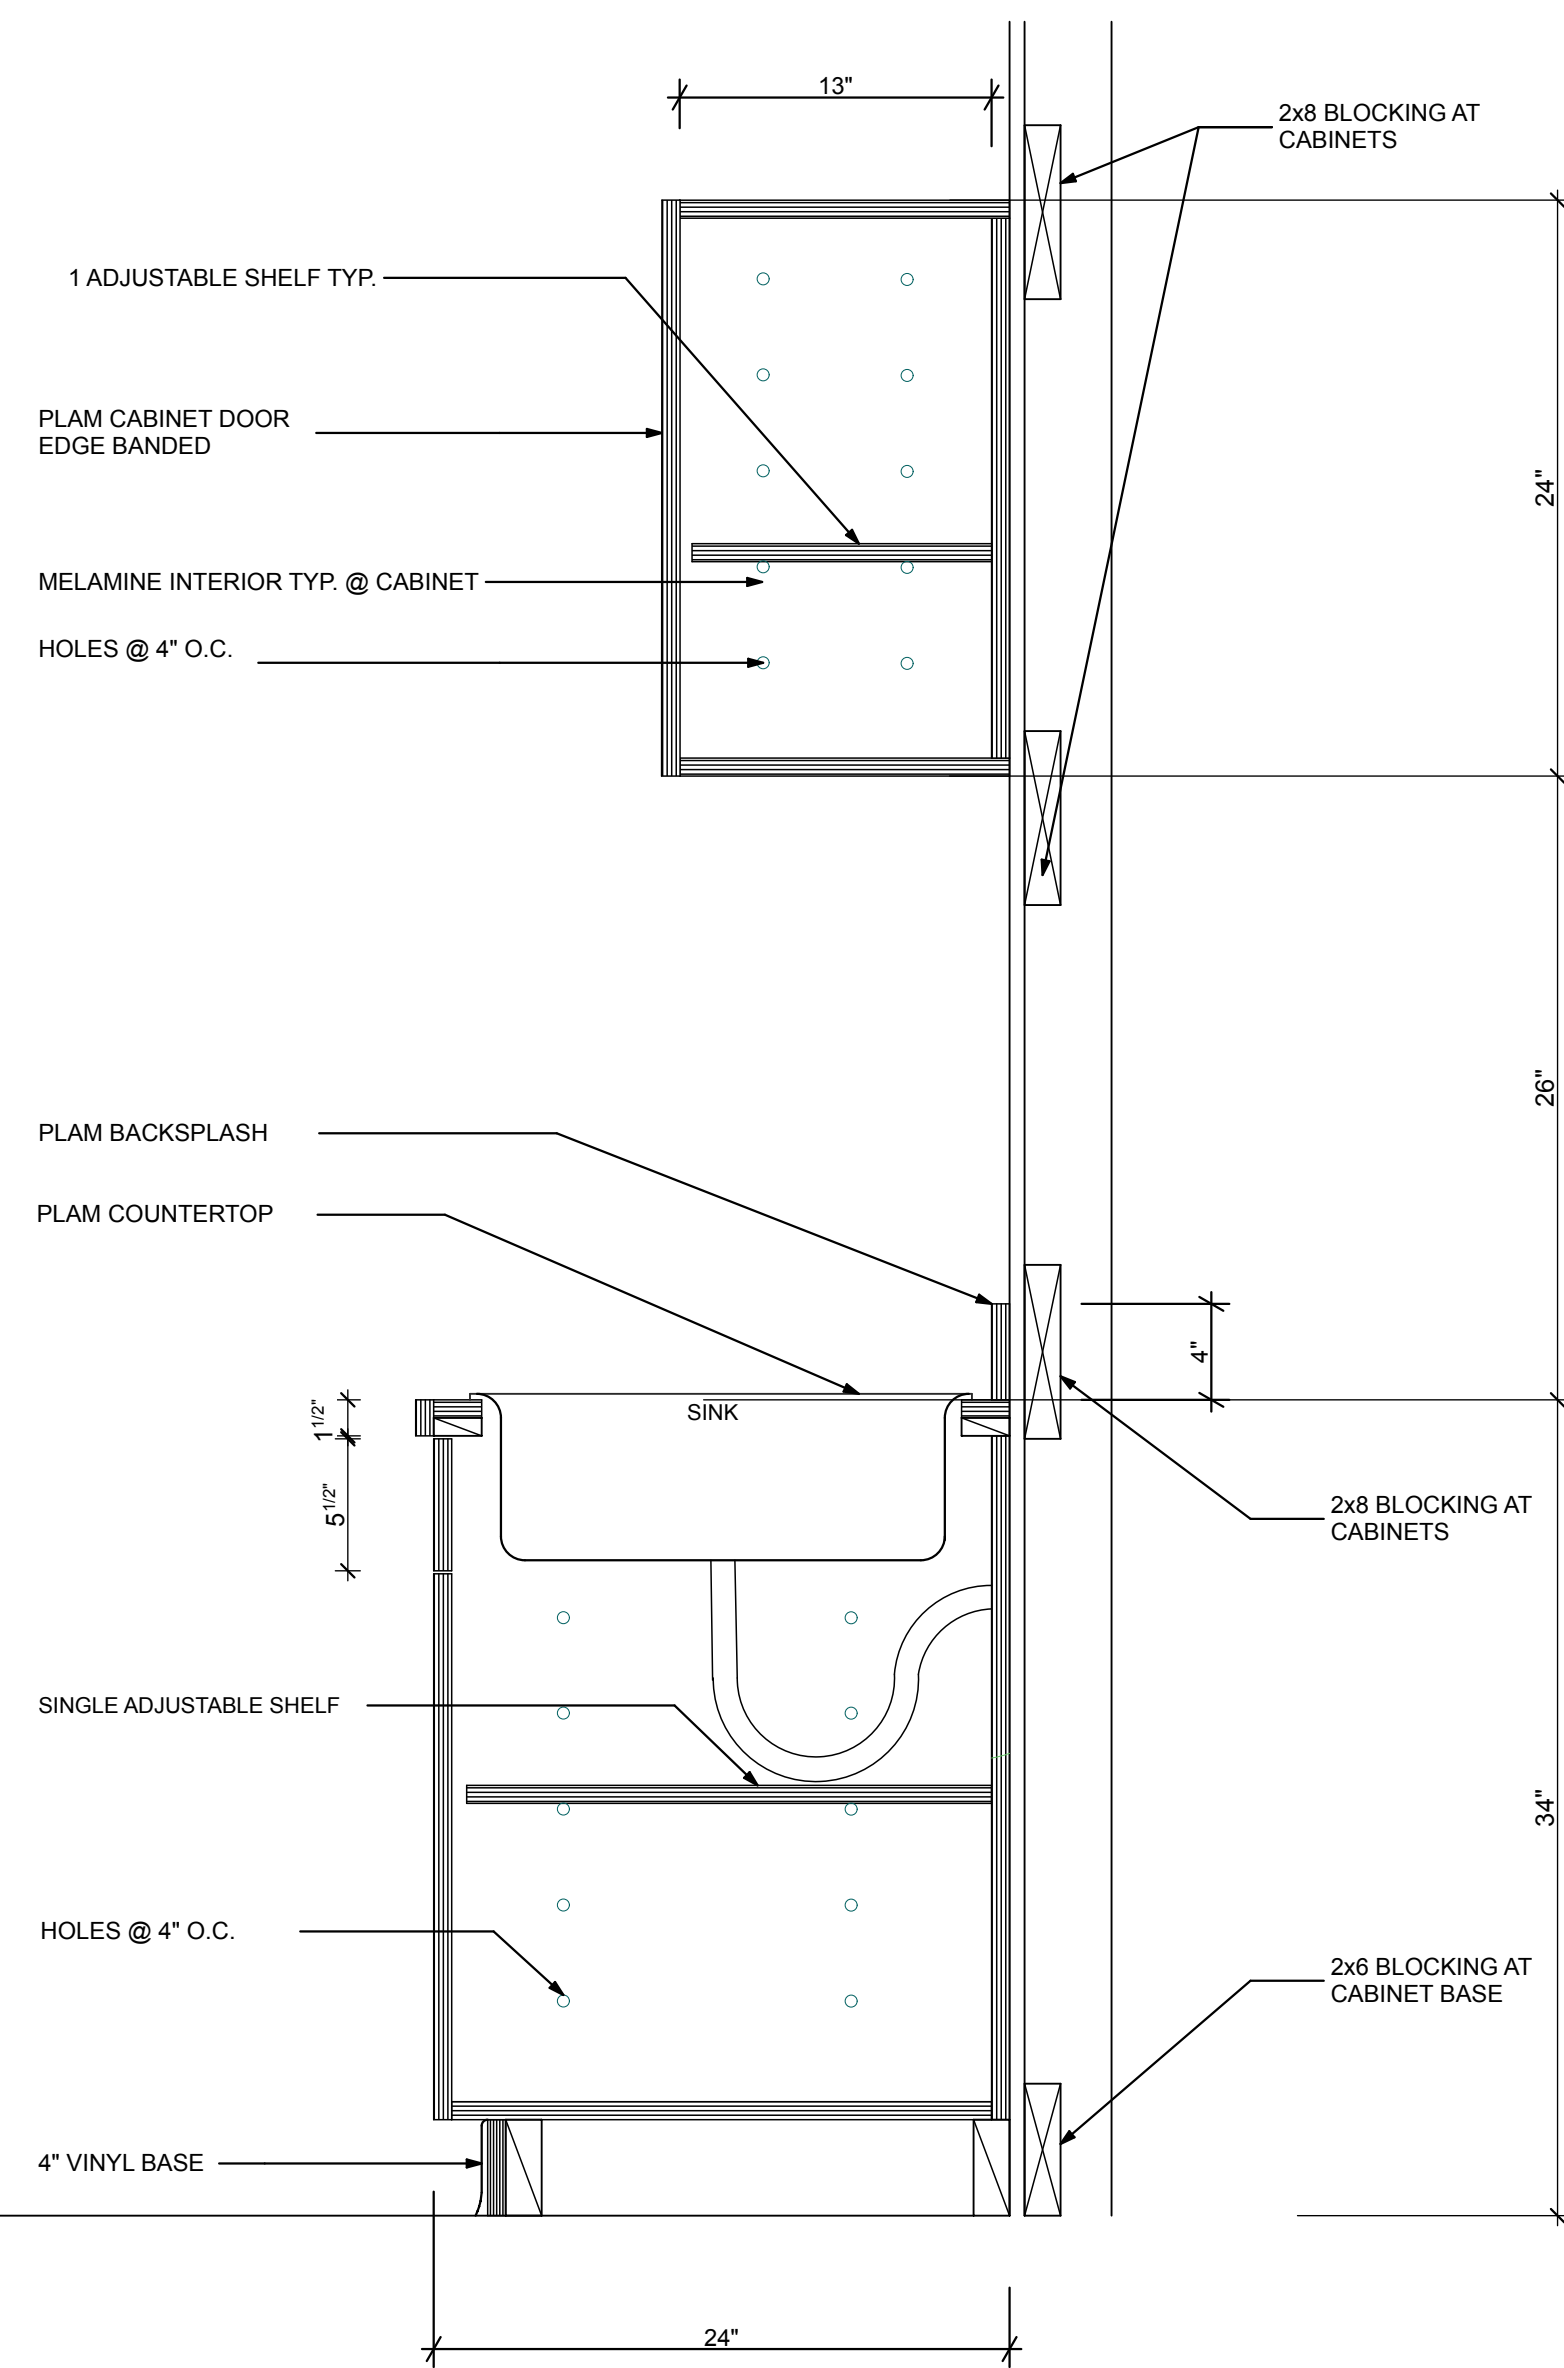 13"
2x8 BLOCKING AT
CABINETS
1 ADJUSTABLE SHELF TYP.
PLAM CABINET DOOR
EDGE BANDED
24"
MELAMINE INTERIOR TYP. @ CABINET
HOLES @ 4" O.C.
26"
PLAM BACKSPLASH
PLAM COUNTERTOP
4"
SINK
1 1/2"
5 1/2"
2x8 BLOCKING AT
CABINETS
SINGLE ADJUSTABLE SHELF
34"
HOLES @ 4" O.C.
2x6 BLOCKING AT
CABINET BASE
4" VINYL BASE
24"